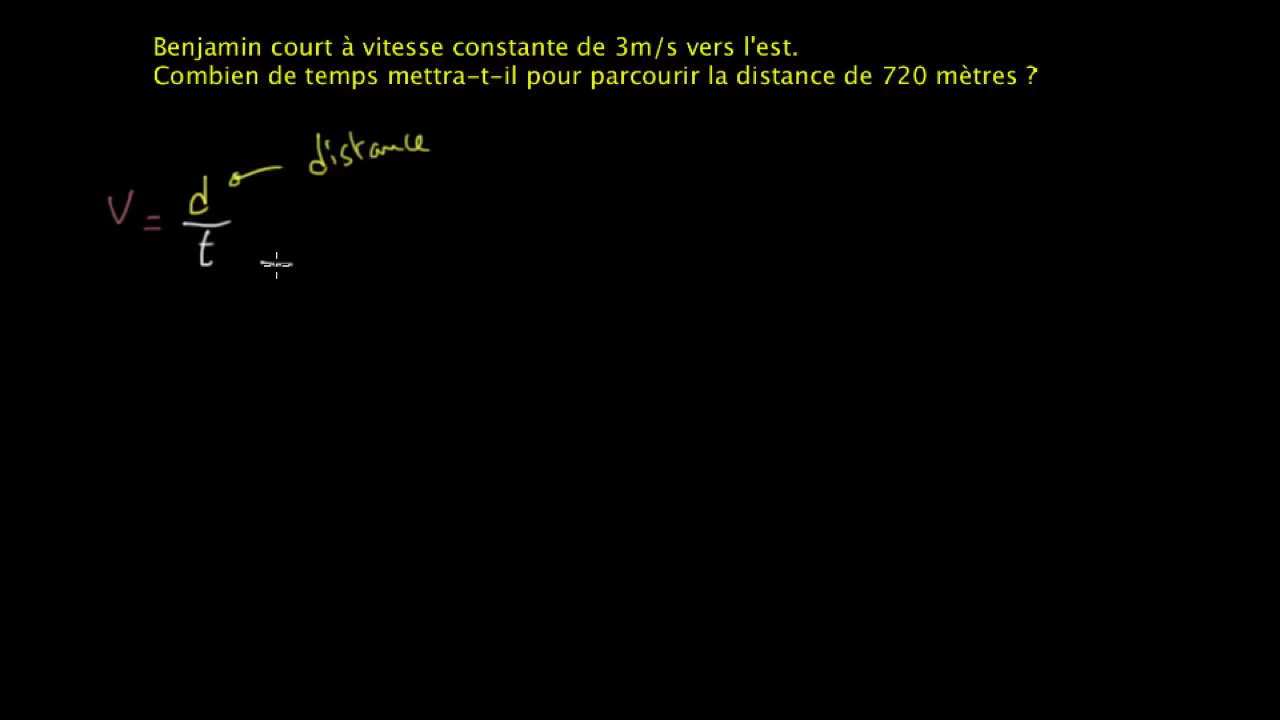 Benjamin court à vitesse constante de 3m/s vers l'est.
Combien de temps mettra-t-il pour parcourir la distance de 720 mètres ?
distance
V = d
t